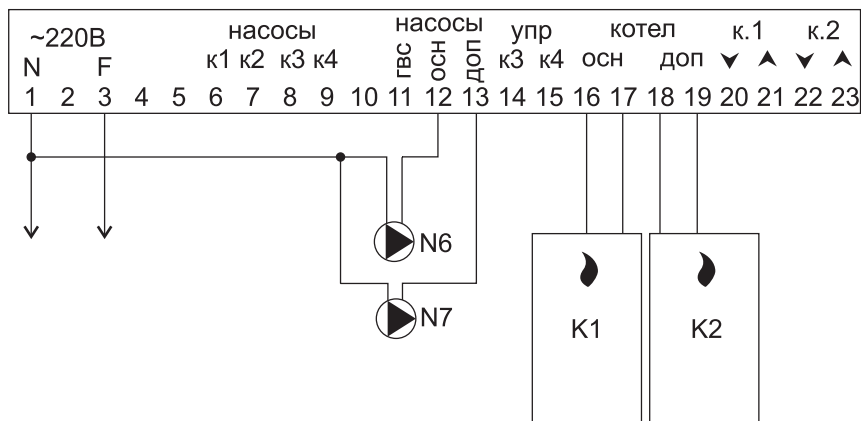 ~220В насосы насосы упр котел к.1 к.2
N F к1 к2 к3 к4 гвс осн доп к3 к4 осн доп
1 2 3 4 5 6 7 8 9 10 11 12 13 14 15 16 17 18 19 20 21 22 23
N6
N7
К1 К2